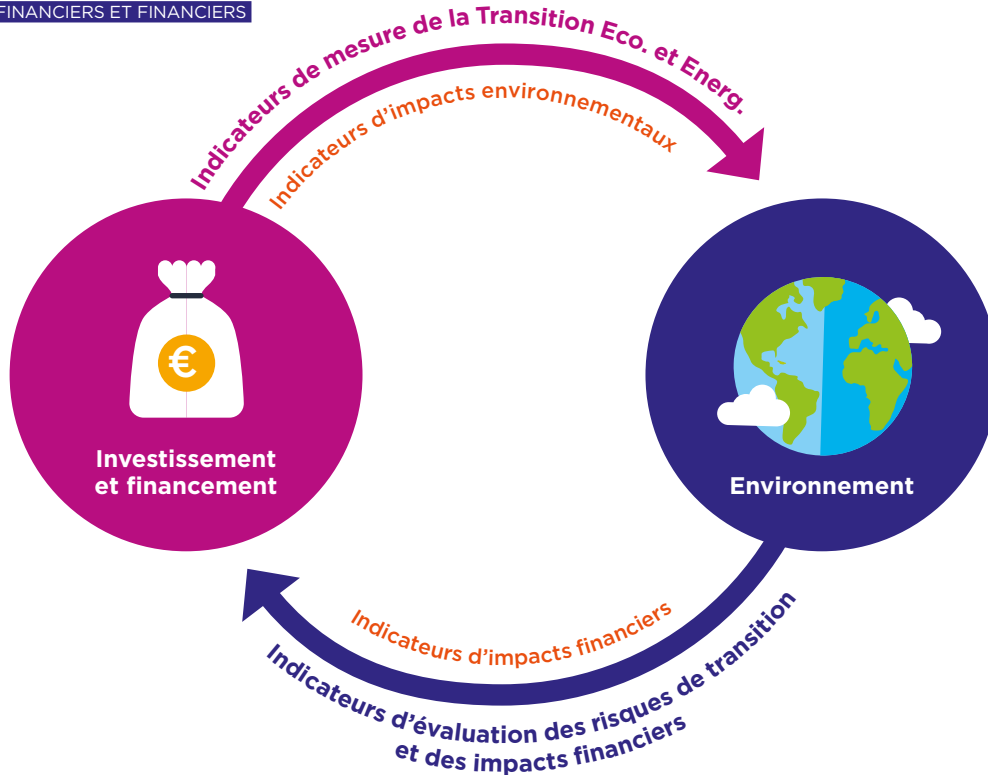 FINANCIERS ET FINANCIERS
Indicateurs de mesure de la Transition Eco. et Energ.
Indicateurs d’impacts environnementaux
€
Investissement
et financement
Environnement
Indicateurs d’impacts financiers
Indicateurs d’évaluation des risques de transition
et des impacts financiers